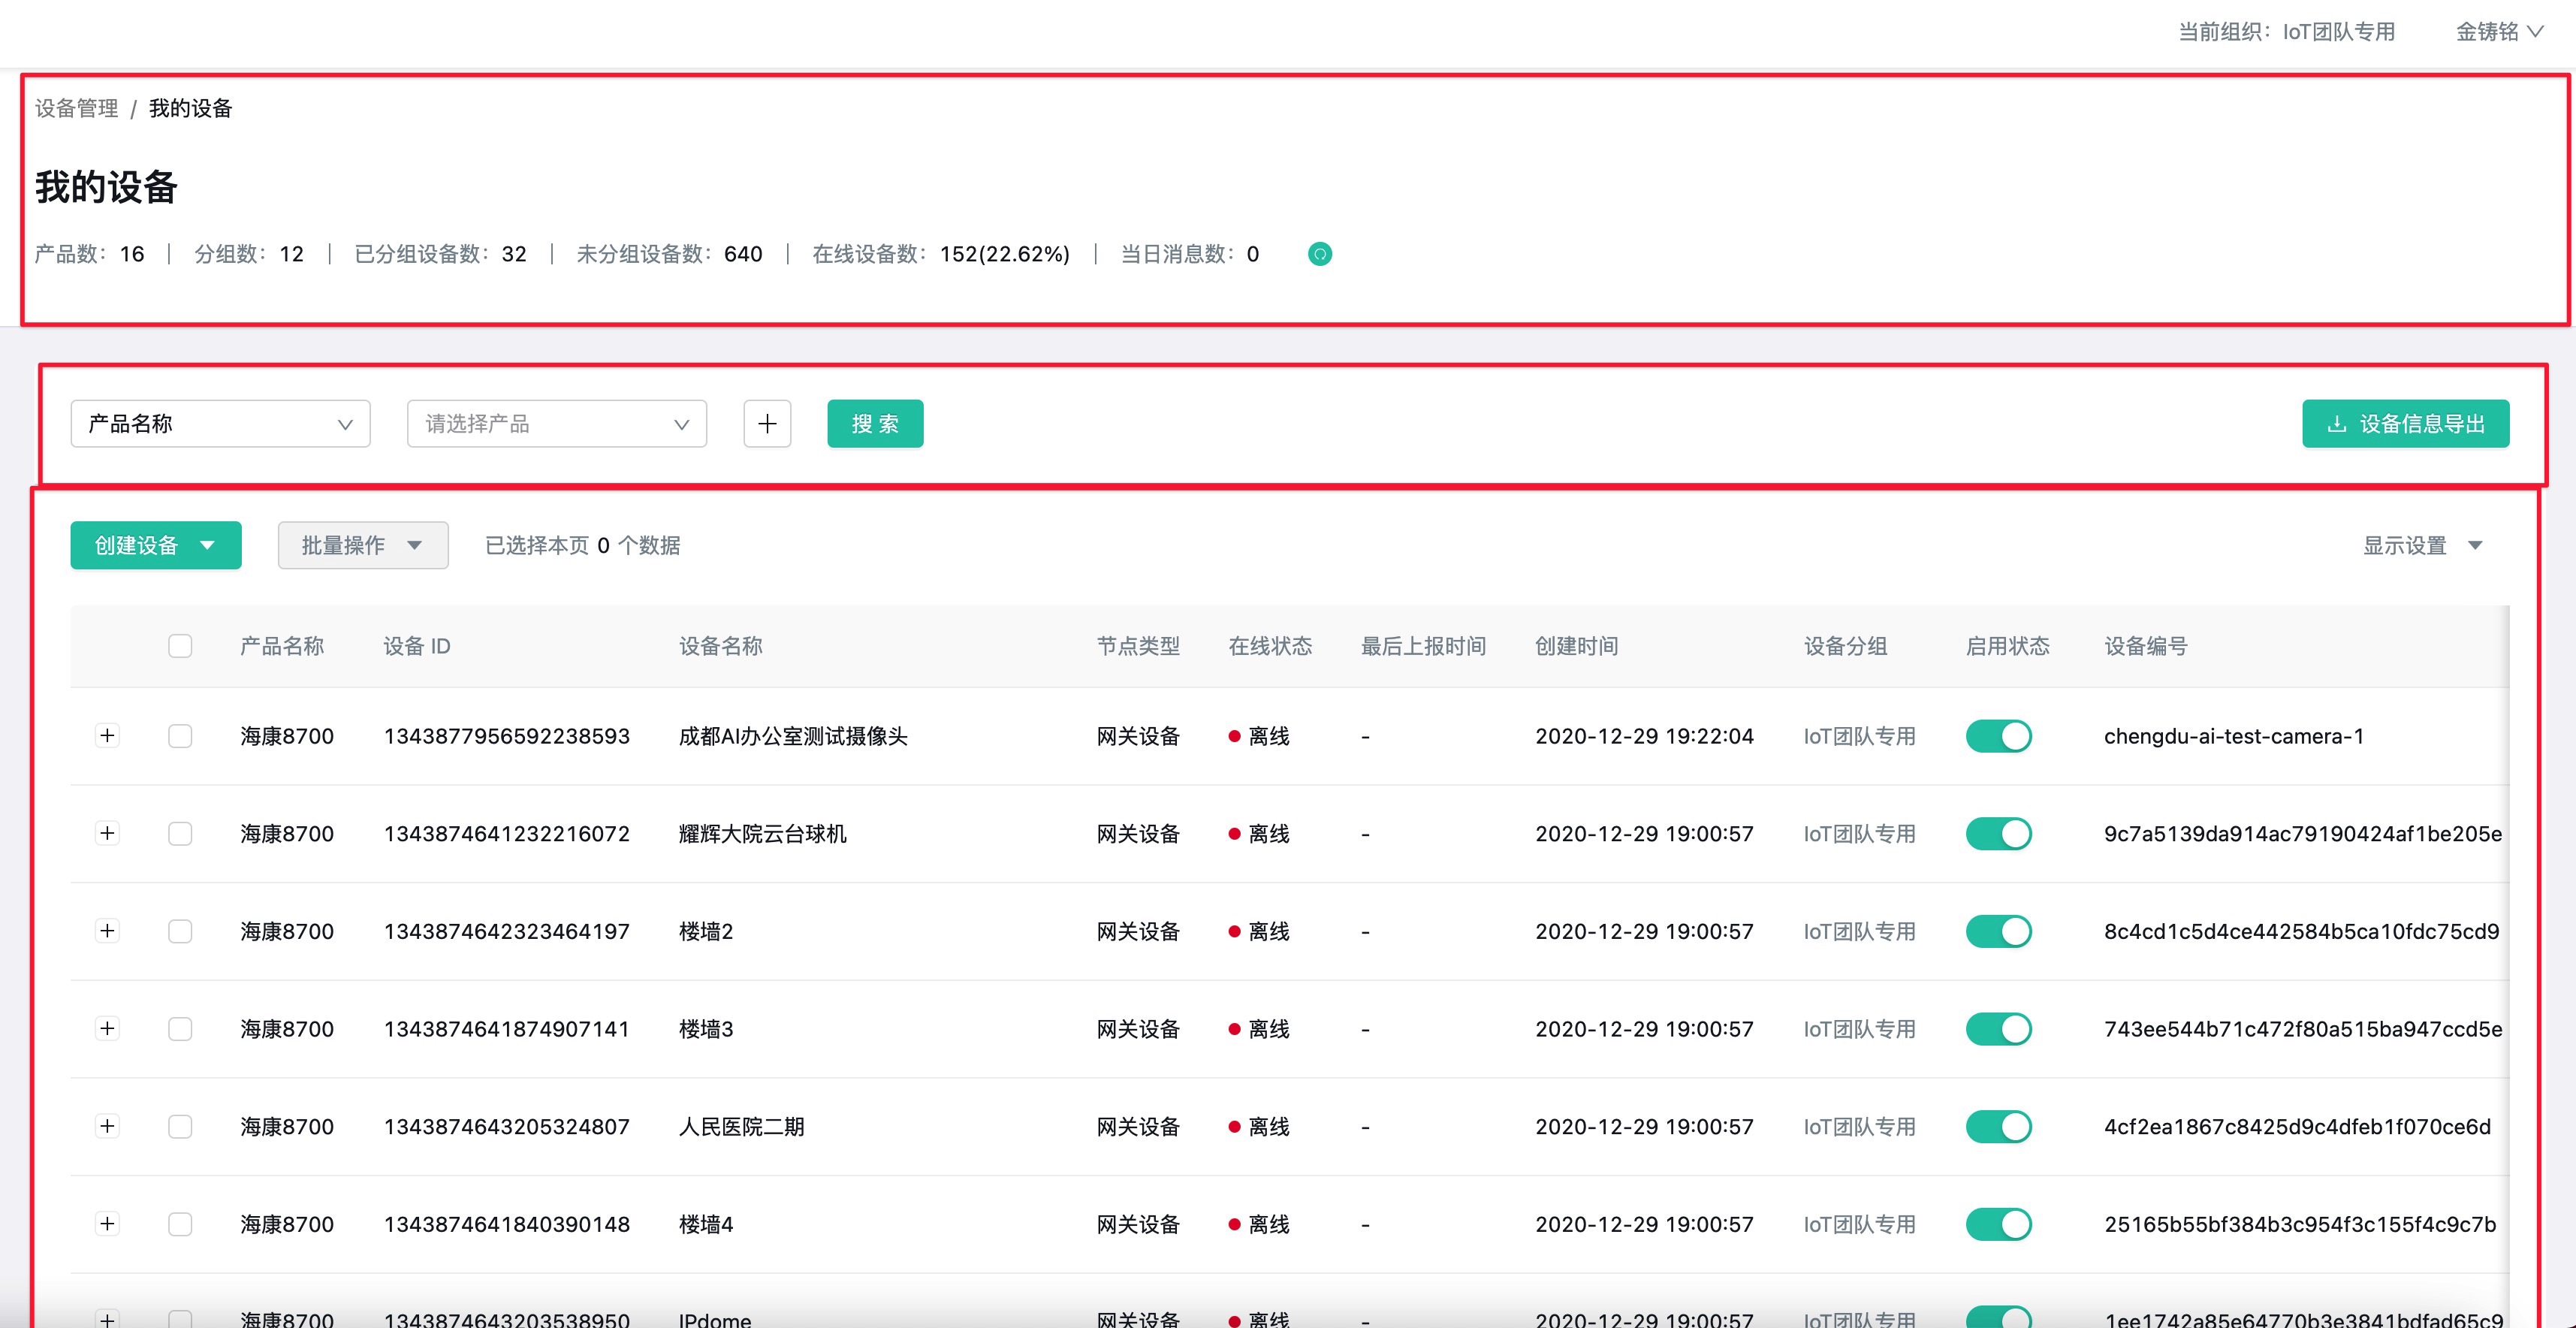 当前组织：IoT团队专用 金铸铭
设备管理 / 我的设备
我的设备
产品数：16 | 分组数：12 | 已分组设备数：32 | 未分组设备数：640 | 在线设备数：152(22.62%) | 当日消息数：0
产品名称 请选择产品 搜 索 设备信息导出
创建设备 批量操作 已选择本页 0 个数据 显示设置
产品名称 设备 ID 设备名称 节点类型 在线状态 最后上报时间 创建时间 设备分组 启用状态 设备编号
海康8700 1343877956592238593 成都AI办公室测试摄像头 网关设备 离线 - 2020-12-29 19:22:04 IoT团队专用 chengdu-ai-test-camera-1
海康8700 1343874641232216072 耀辉大院云台球机 网关设备 离线 - 2020-12-29 19:00:57 IoT团队专用 9c7a5139da914ac79190424af1be205e
海康8700 1343874642323464197 楼墙2 网关设备 离线 - 2020-12-29 19:00:57 IoT团队专用 8c4cd1c5d4ce442584b5ca10fdc75cd9
海康8700 1343874641874907141 楼墙3 网关设备 离线 - 2020-12-29 19:00:57 IoT团队专用 743ee544b71c472f80a515ba947ccd5e
海康8700 1343874643205324807 人民医院二期 网关设备 离线 - 2020-12-29 19:00:57 IoT团队专用 4cf2ea1867c8425d9c4dfeb1f070ce6d
海康8700 1343874641840390148 楼墙4 网关设备 离线 - 2020-12-29 19:00:57 IoT团队专用 25165b55bf384b3c954f3c155f4c9c7b
海康8700 1343874643203538950 IPdome 网关设备 离线 - 2020-12-29 19:00:57 IoT团队专用 1ee1742a85e64770b3e3841bdfad65c9